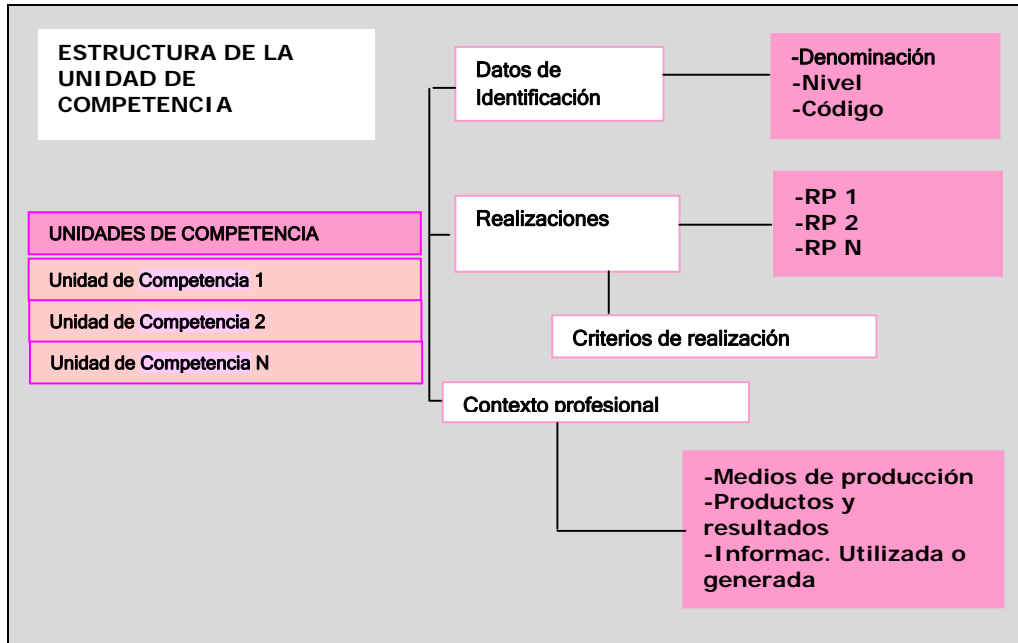 ESTRUCTURA DE LA
UNIDAD DE
COMPETENCIA
Datos de
Identificación
-Denominación
-Nivel
-Código
UNIDADES DE COMPETENCIA
Unidad de Competencia 1
Unidad de Competencia 2
Unidad de Competencia N
Realizaciones
-RP 1
-RP 2
-RP N
Criterios de realización
Contexto profesional
-Medios de producción
-Productos y
resultados
-Informac. Utilizada o
generada